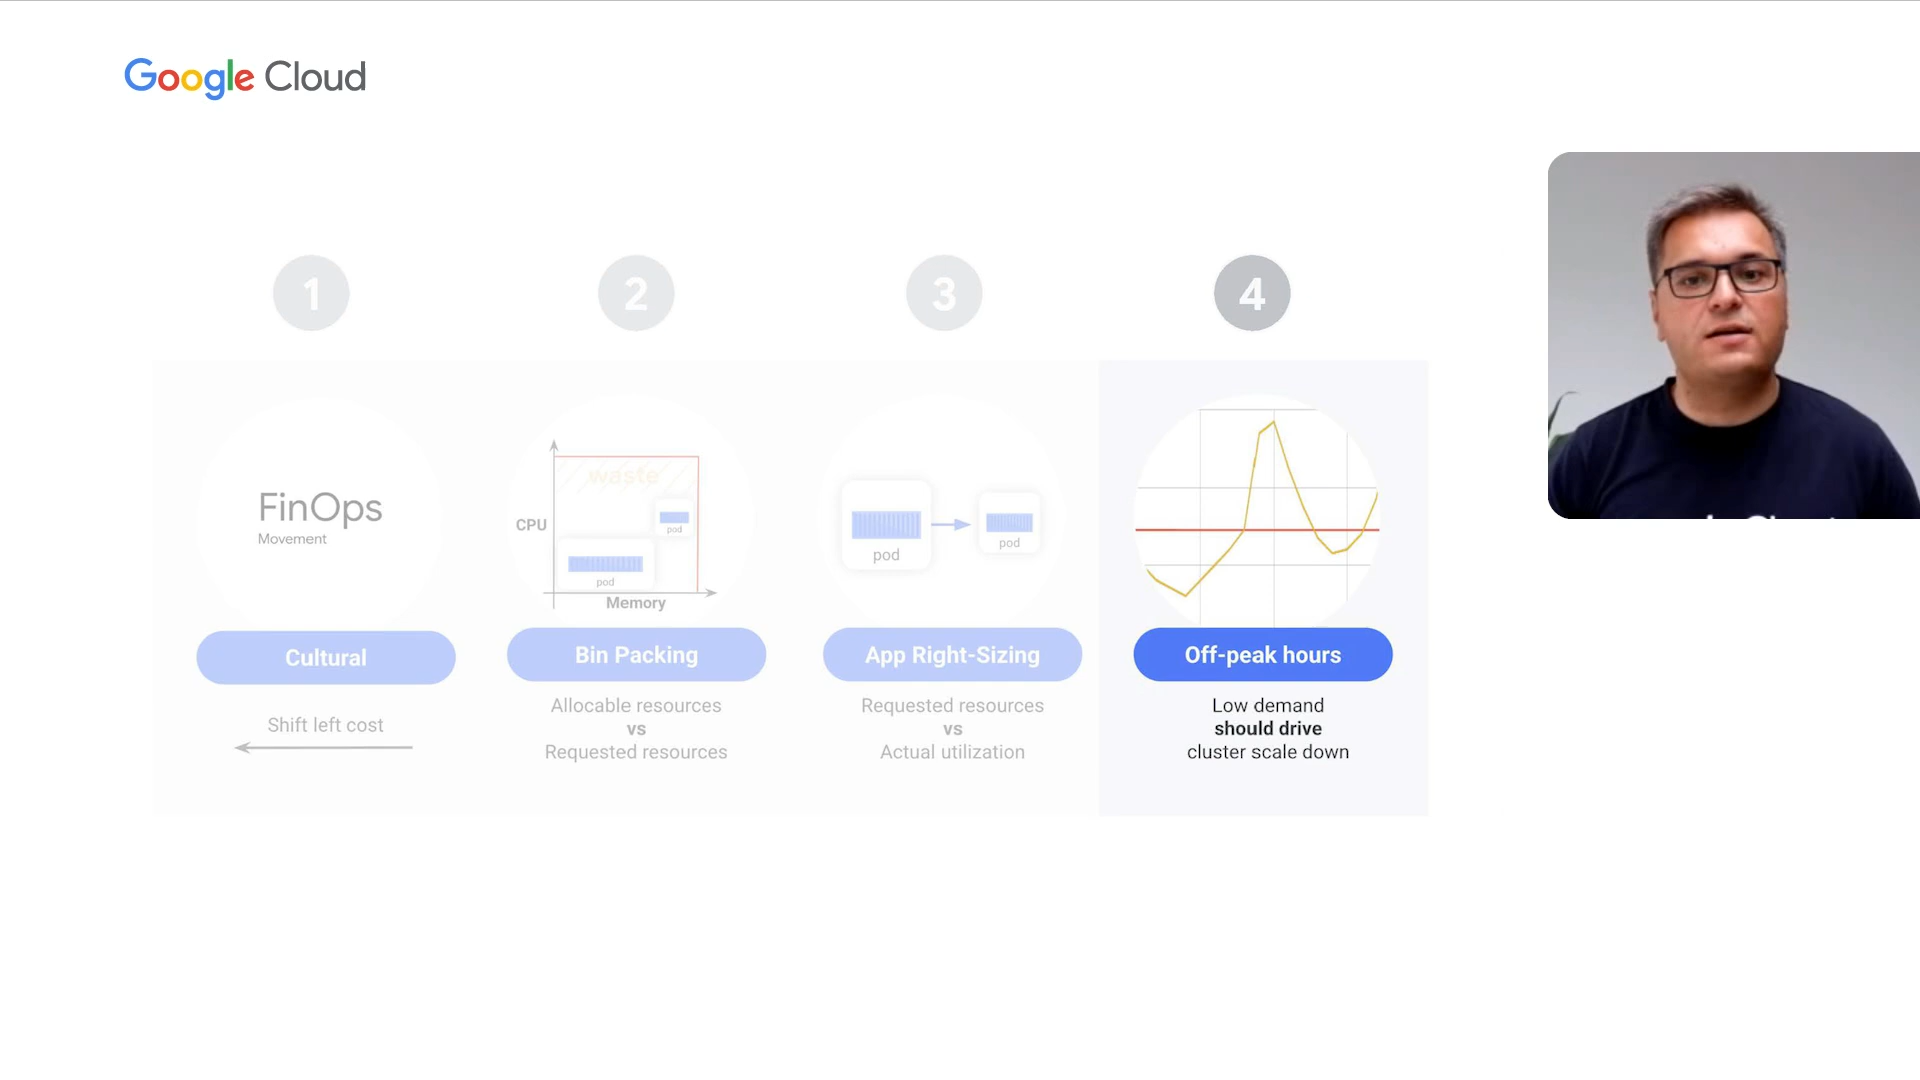 Google Cloud
1
2
3
4
FinOps
Movement
waste
CPU
pod
pod
Memory
pod
pod
Cultural
Bin Packing
App Right-Sizing
Off-peak hours
Shift left cost
Allocable resources
vs
Requested resources
Requested resources
vs
Actual utilization
Low demand
should drive
cluster scale down